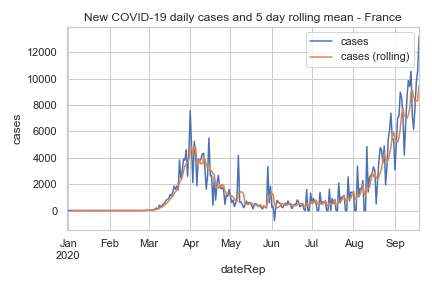 New COVID-19 daily cases and 5 day rolling mean - France
cases
cases (rolling)
12000
10000
8000
6000
4000
2000
0
cases
Jan Feb Mar Apr May Jun Jul Aug Sep
2020
dateRep